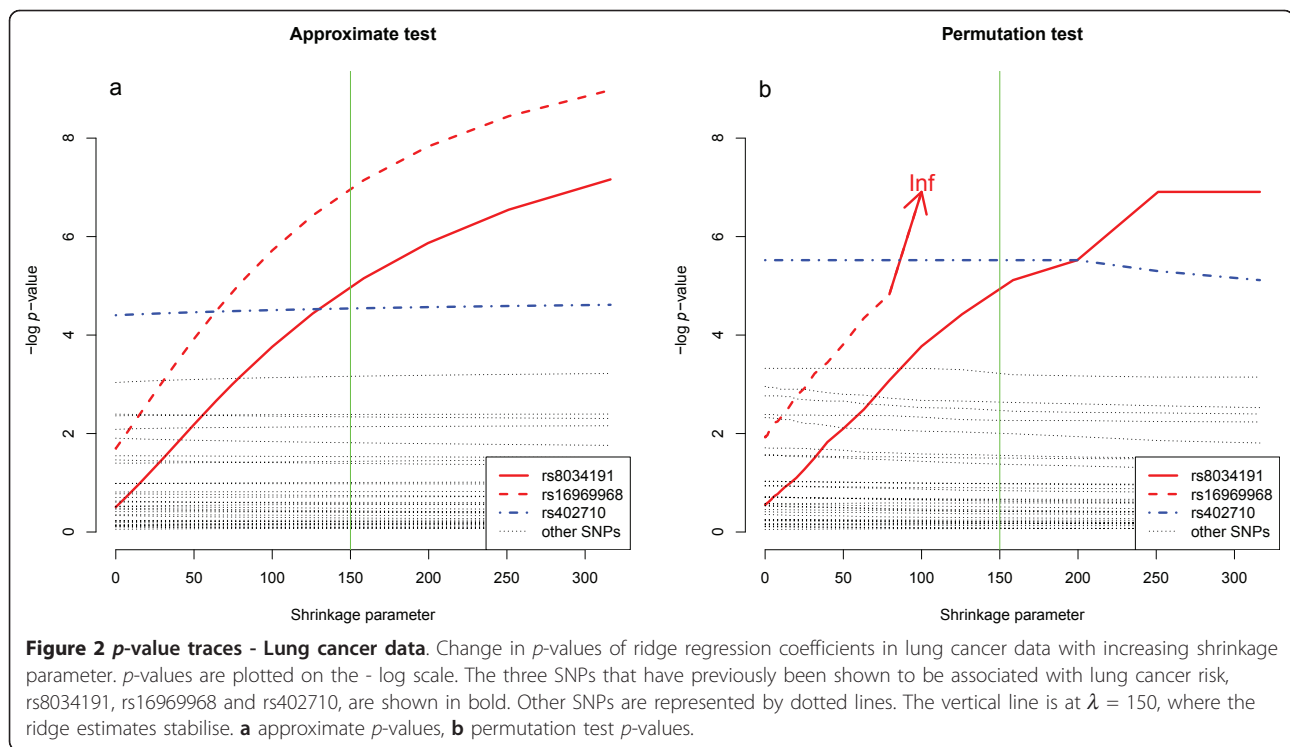 Approximate test
a
−log p−value
8
6
4
2
0
0 50 100 150 200 250 300
Shrinkage parameter
rs8034191
rs16969968
rs402710
other SNPs
Permutation test
b
Inf
−log p−value
8
6
4
2
0
0 50 100 150 200 250 300
Shrinkage parameter
rs8034191
rs16969968
rs402710
other SNPs
Figure 2 p-value traces - Lung cancer data. Change in p-values of ridge regression coefficients in lung cancer data with increasing shrinkage
parameter. p-values are plotted on the - log scale. The three SNPs that have previously been shown to be associated with lung cancer risk,
rs8034191, rs16969968 and rs402710, are shown in bold. Other SNPs are represented by dotted lines. The vertical line is at λ = 150, where the
ridge estimates stabilise. a approximate p-values, b permutation test p-values.